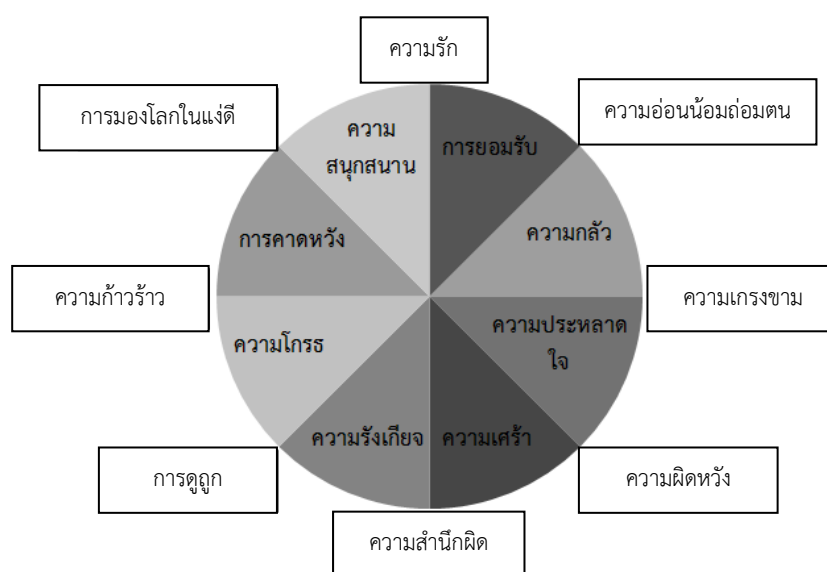 ความรัก
การมองโลกในแง่ดี
ความอ่อนน้อมถ่อมตน
ความ
สนุกสนาน
การยอมรับ
การคาดหวัง
ความกลัว
ความก้าวร้าว
ความเกรงขาม
ความโกรธ
ความประหลาด
ใจ
ความรังเกียจ
ความเศร้า
การดูถูก
ความผิดหวัง
ความสำนึกผิด